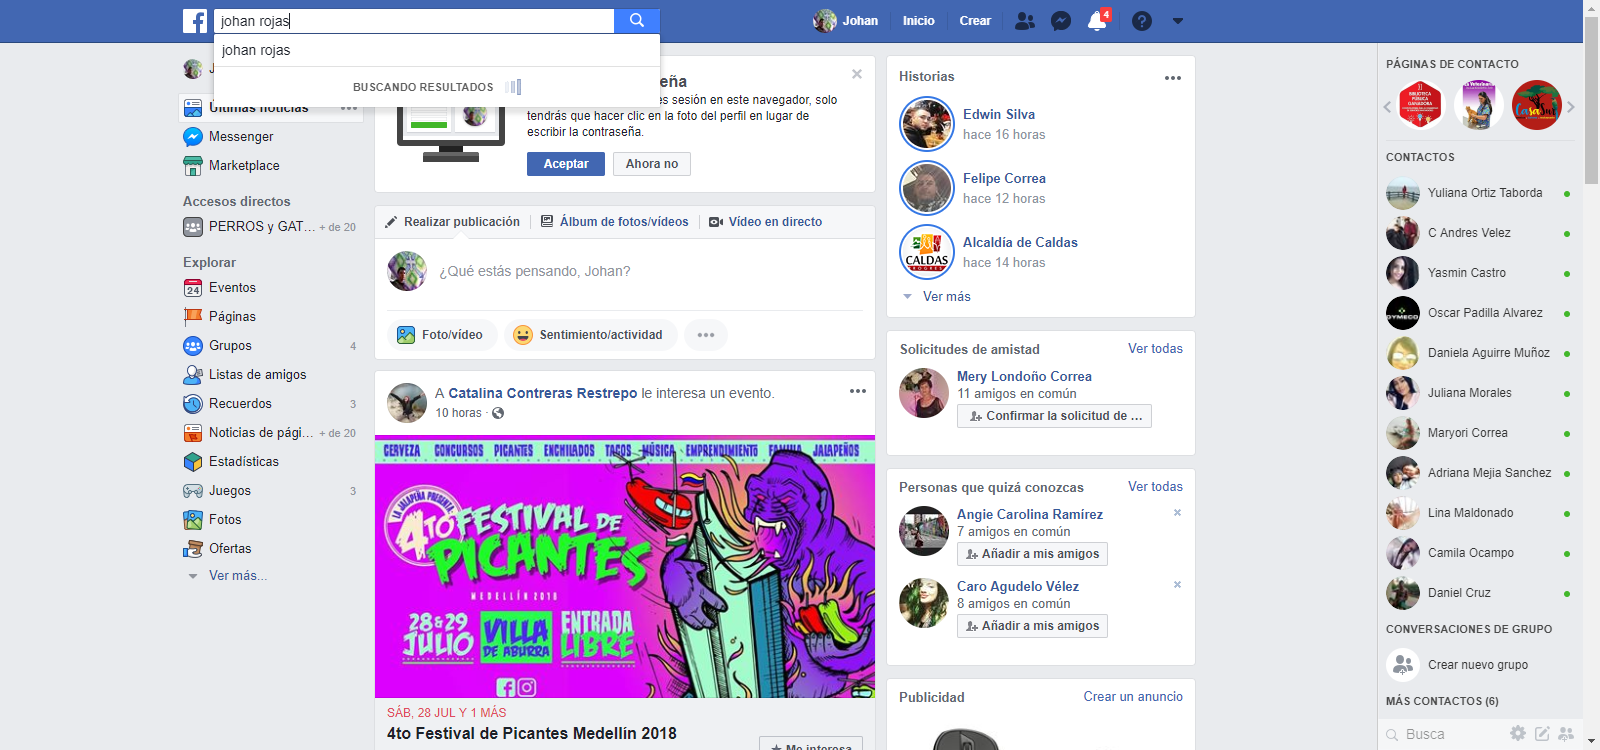 johan rojas
Johan
Inicio
Crear
4
johan rojas
BUSCANDO RESULTADOS
Últimas noticias
Messenger
Marketplace
Accesos directos
PERROS y GAT... + de 20
Explorar
24
Eventos
Páginas
Grupos 4
Listas de amigos
Recuerdos 3
Noticias de pági... + de 20
Estadísticas
Juegos 3
Fotos
Ofertas
Ver más...
sesión en este navegador, solo
tendrás que hacer clic en la foto del perfil en lugar de
escribir la contraseña.
Aceptar
Ahora no
Realizar publicación
Álbum de fotos/vídeos
Vídeo en directo
¿Qué estás pensando, Johan?
Foto/vídeo
Sentimiento/actividad
A Catalina Contreras Restrepo le interesa un evento.
10 horas ·
CERVEZA CONCURSOS PICANTES ENCHILADOS TACOS MÚSICA EMPRENDIMIENTO FAMILIA JALAPEÑOS
LA JALAPEÑA PRESENTA
4TO FESTIVAL DE
PICANTES
MEDELLÍN 2018
28&29
JULIO
VILLA
DE ABURRA
ENTRADA
LIBRE
SÁB, 28 JUL Y 1 MÁS
4to Festival de Picantes Medellín 2018
Me interesa
Historias
Edwin Silva
hace 16 horas
Felipe Correa
hace 12 horas
CALDAS
Alcaldía de Caldas
hace 14 horas
Ver más
Solicitudes de amistad
Ver todas
Mery Londoño Correa
11 amigos en común
Confirmar la solicitud de ...
Personas que quizá conozcas
Ver todas
Angie Carolina Ramírez
7 amigos en común
Añadir a mis amigos
Caro Agudelo Vélez
8 amigos en común
Añadir a mis amigos
Publicidad
Crear un anuncio
PÁGINAS DE CONTACTO
BIBLIOTECA
PÚBLICA
GANADORA
CasaSur
CONTACTOS
Yuliana Ortiz Taborda
C Andres Velez
Yasmin Castro
Oscar Padilla Alvarez
Daniela Aguirre Muñoz
Juliana Morales
Maryori Correa
Adriana Mejia Sanchez
Lina Maldonado
Camila Ocampo
Daniel Cruz
CONVERSACIONES DE GRUPO
Crear nuevo grupo
MÁS CONTACTOS (6)
Busca